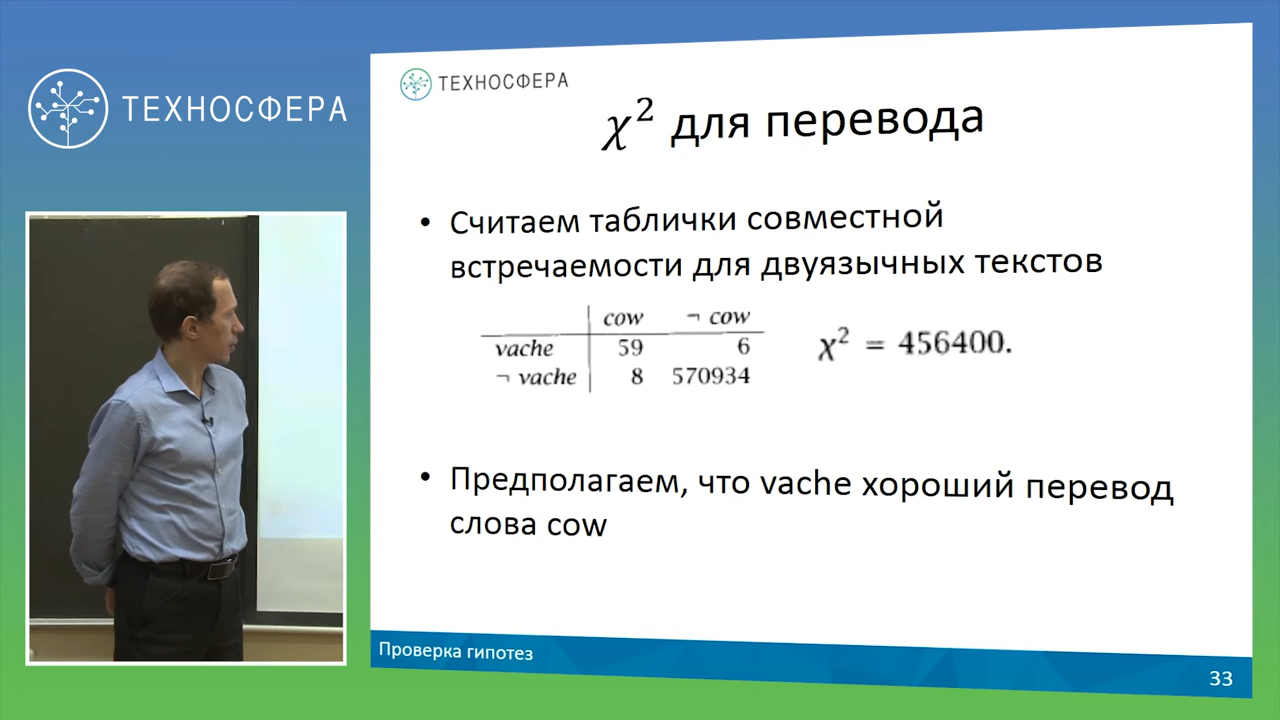 ТЕХНОСФЕРА
ТЕХНОСФЕРА
χ² для перевода
• Считаем таблички совместной
встречаемости для двуязычных текстов
cow ¬ cow
vache 59 6
¬ vache 8 570934
χ² = 456400.
• Предполагаем, что vache хороший перевод
слова cow
Проверка гипотез
33